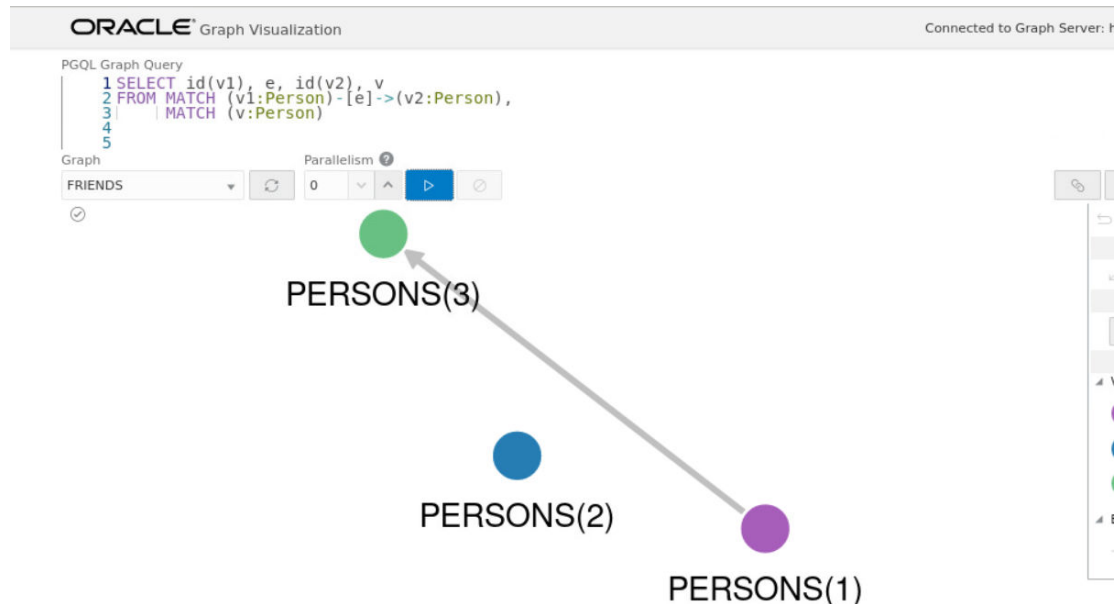 ORACLE® Graph Visualization
Connected to Graph Server: h
PGQL Graph Query
1 SELECT id(v1), e, id(v2), v
2 FROM MATCH (v1:Person)-[e]->(v2:Person),
3 MATCH (v:Person)
4
5
Graph
Parallelism ?
FRIENDS
0
PERSONS(3)
PERSONS(2)
PERSONS(1)